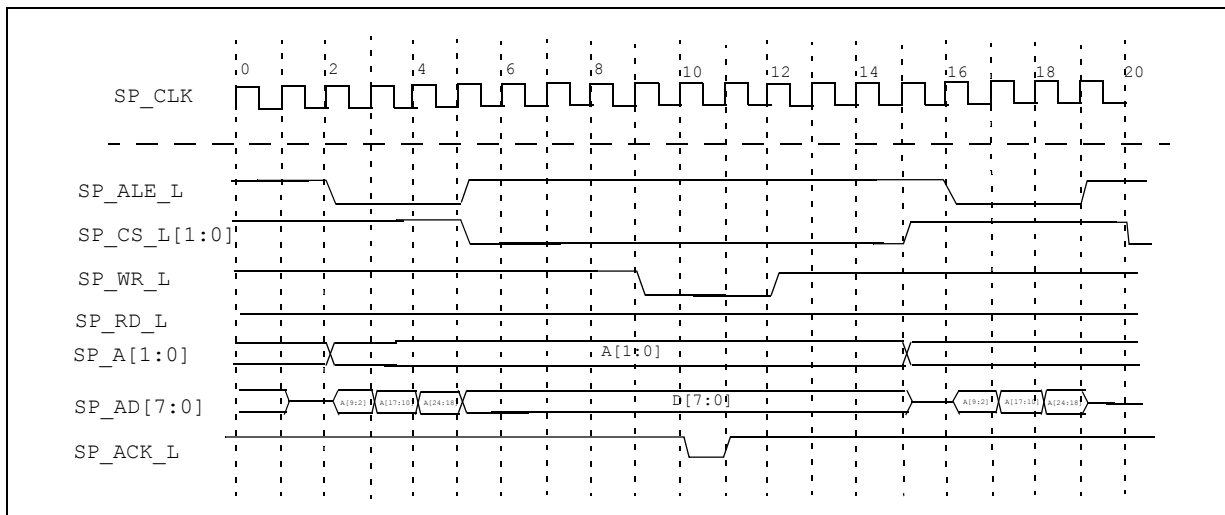 0 2 4 6 8 10 12 14 16 18 20
SP_CLK
SP_ALE_L
SP_CS_L[1:0]
SP_WR_L
SP_RD_L
SP_A[1:0] A[1:0]
SP_AD[7:0] A[9:2] A[17:10] A[24:18] D[7:0] A[9:2] A[17:10] A[24:18]
SP_ACK_L